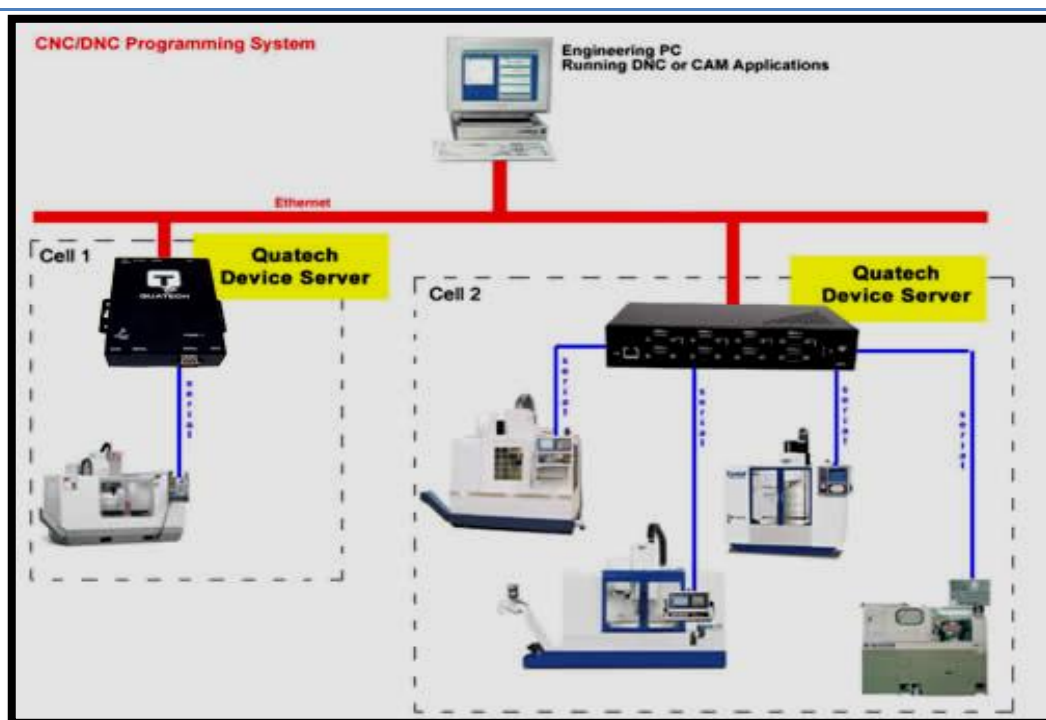 CNC/DNC Programming System
Engineering PC
Running DNC or CAM Applications
Ethernet
Cell 1
Quatech
Device Server
QUATECH
serial
Cell 2
Quatech
Device Server
serial
serial
serial
serial